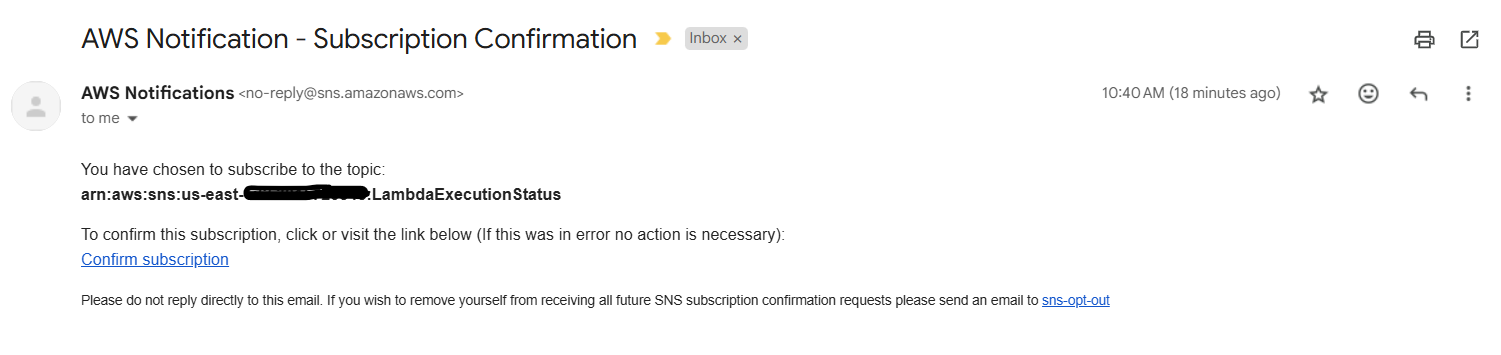 AWS Notification - Subscription Confirmation
Inbox ×
AWS Notifications <no-reply@sns.amazonaws.com>
10:40 AM (18 minutes ago)
to me
You have chosen to subscribe to the topic:
arn:aws:sns:us-east- :LambdaExecutionStatus
To confirm this subscription, click or visit the link below (If this was in error no action is necessary):
Confirm subscription
Please do not reply directly to this email. If you wish to remove yourself from receiving all future SNS subscription confirmation requests please send an email to sns-opt-out